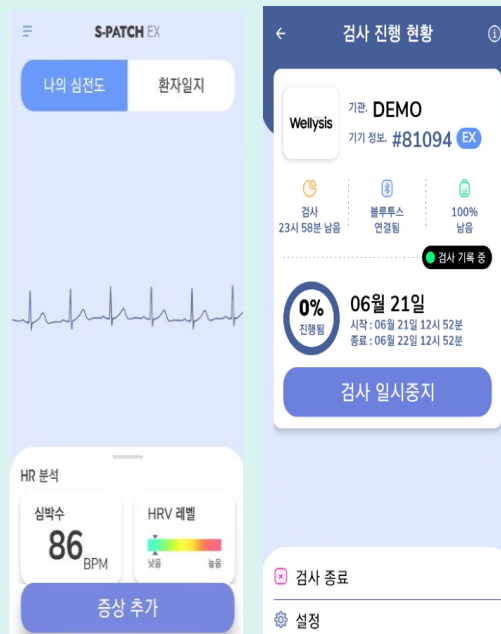 S-PATCH EX
나의 심전도
환자일지
HR 분석
심박수
86 BPM
HRV 레벨
낮음
높음
증상 추가
검사 진행 현황
Wellysis
기관. DEMO
기기 정보. #81094 EX
검사
23시 58분 남음
블루투스
연결됨
100%
남음
검사 기록 중
0%
진행됨
06월 21일
시작 : 06월 21일 12시 52분
종료 : 06월 22일 12시 52분
검사 일시중지
검사 종료
설정